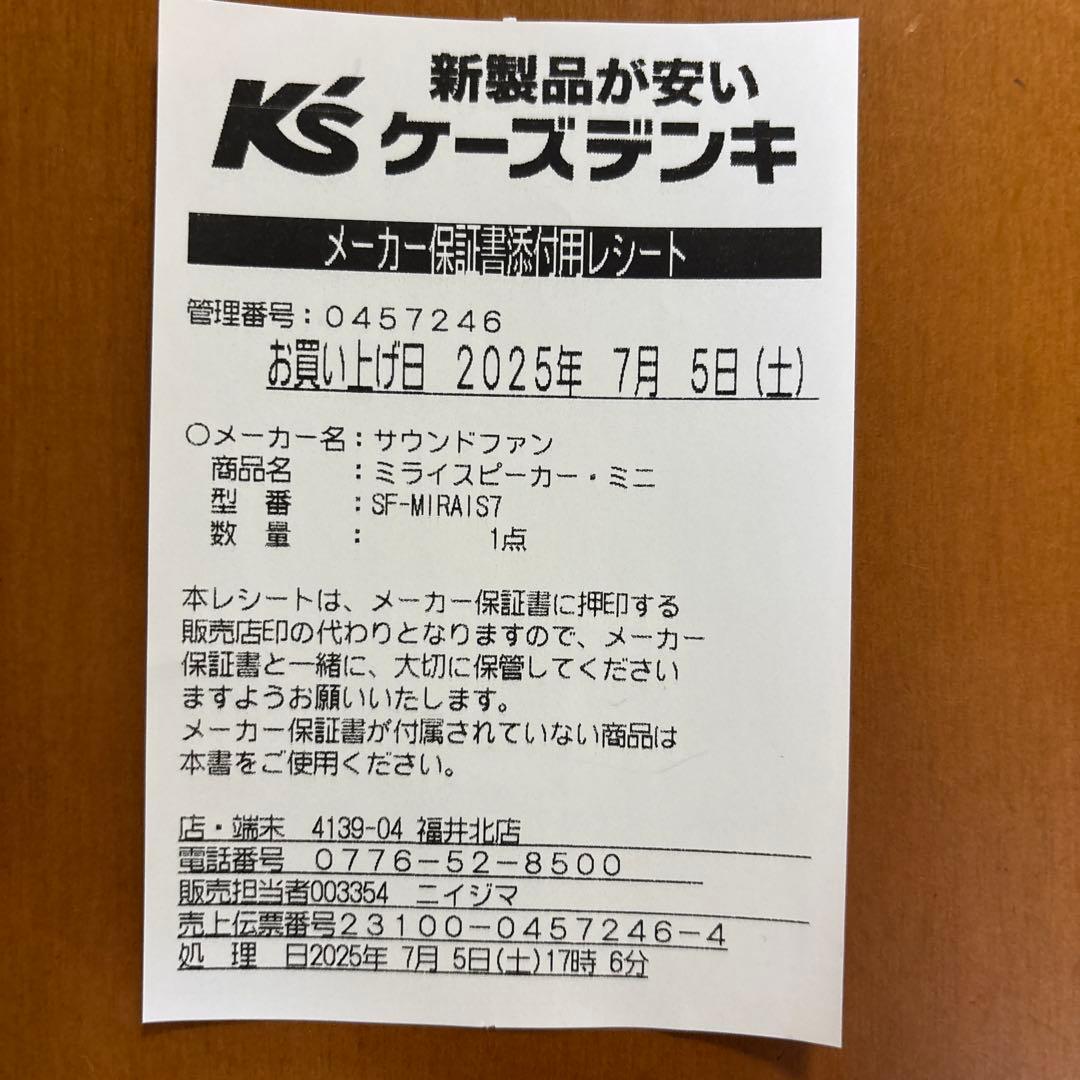 新製品が安い
K's ケーズデンキ
メーカー保証書添付用レシート
管理番号：０４５７２４６
お買い上げ日　2025年　7月　5日（土）
〇メーカー名：サウンドファン
商品名　　：ミライスピーカー・ミニ
型　番　　：SF-MIRAIS7
数　量　　：　　　　1点
本レシートは、メーカー保証書に押印する
販売店印の代わりとなりますので、メーカー
保証書と一緒に、大切に保管してください
ますようお願いいたします。
メーカー保証書が付属されていない商品は
本書をご使用ください。
店・端末　4139-04 福井北店
電話番号　０７７６－５２－８５００
販売担当者003354　ニイジマ
売上伝票番号２３１００－０４５７２４６－４
処　理　日2025年 7月 5日(土)17時 6分